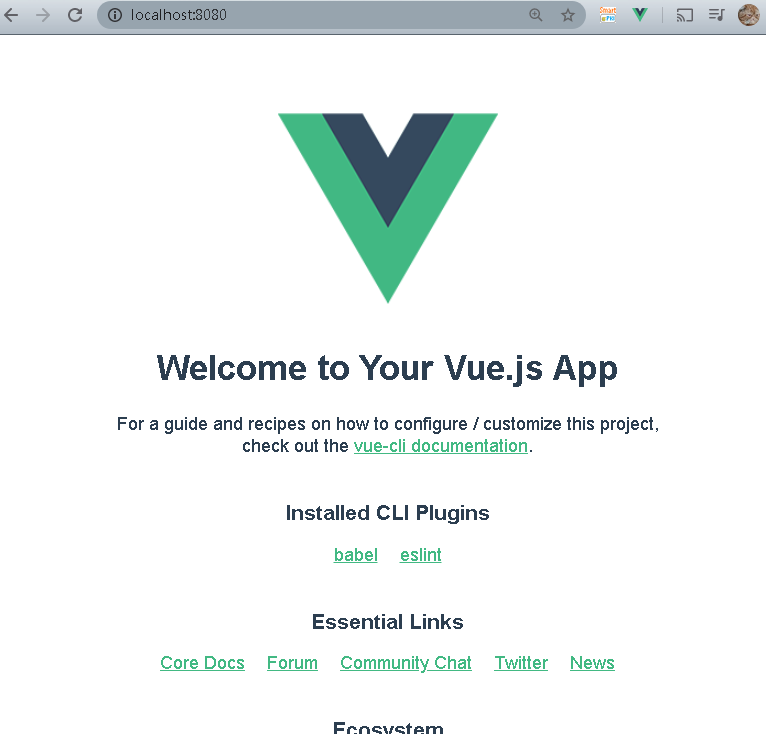 localhost:8080
Smart
Welcome to Your Vue.js App
For a guide and recipes on how to configure / customize this project,
check out the vue-cli documentation.
Installed CLI Plugins
babel eslint
Essential Links
Core Docs Forum Community Chat Twitter News
Ecosystem